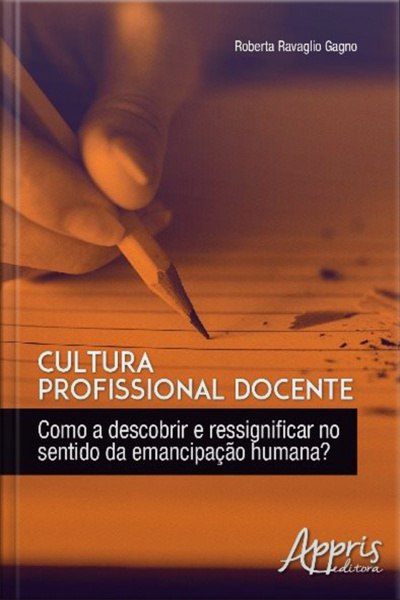 Roberta Ravaglio Gagno
CULTURA
PROFISSIONAL DOCENTE
Como a descobrir e ressignificar no
sentido da emancipação humana?
Appris
editora